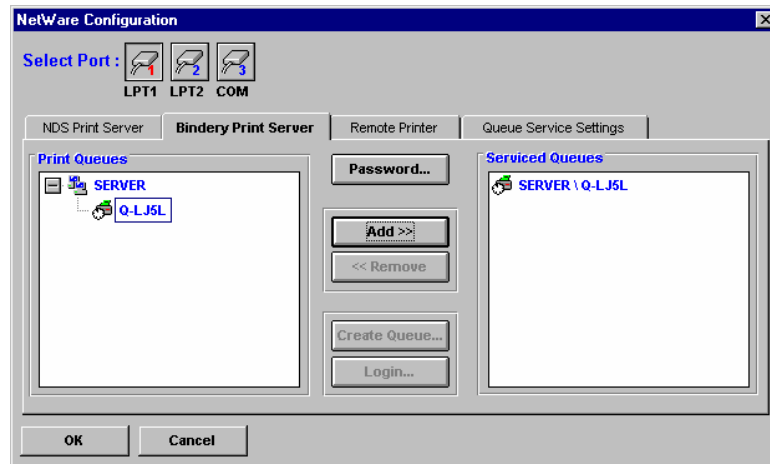 NetWare Configuration
Select Port :
1 2 3
LPT1 LPT2 COM
NDS Print Server Bindery Print Server Remote Printer Queue Service Settings
Print Queues
SERVER
Q-LJ5L
Password...
Add >>
<< Remove
Create Queue...
Login...
Serviced Queues
SERVER \ Q-LJ5L
OK Cancel